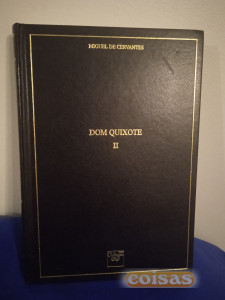 MIGUEL DE CERVANTES
DOM QUIXOTE
II
coisas